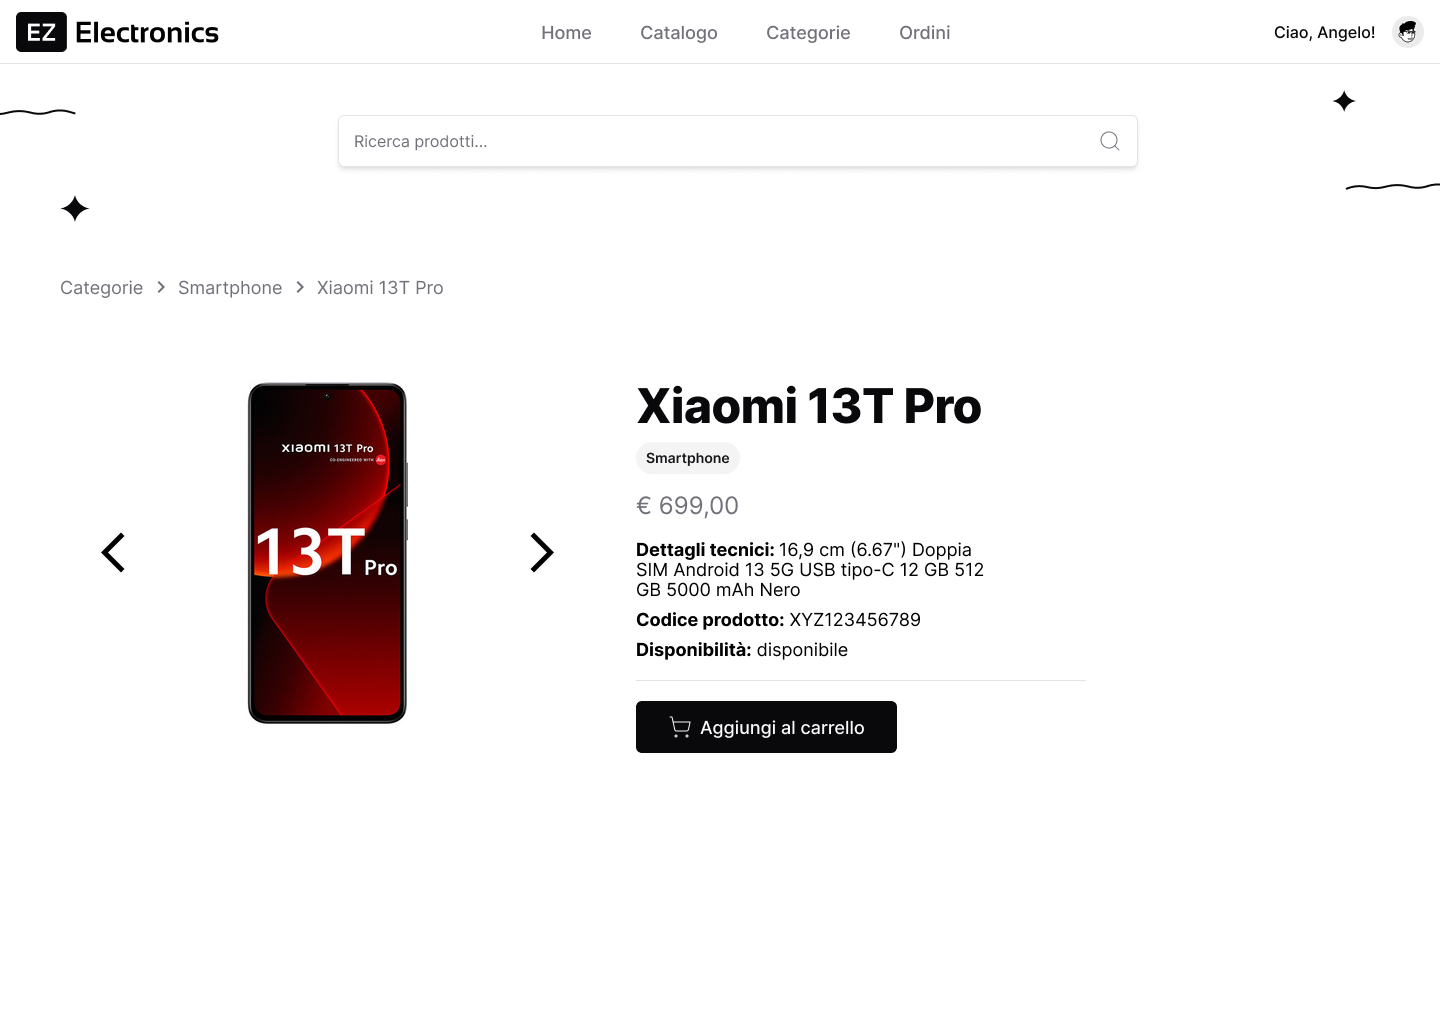 EZ Electronics
Home Catalogo Categorie Ordini
Ciao, Angelo!
Ricerca prodotti...
Categorie > Smartphone > Xiaomi 13T Pro
xiaomi 13T Pro
CO-ENGINEERED WITH Leica
13T Pro
Xiaomi 13T Pro
Smartphone
€ 699,00
Dettagli tecnici: 16,9 cm (6.67") Doppia
SIM Android 13 5G USB tipo-C 12 GB 512
GB 5000 mAh Nero
Codice prodotto: XYZ123456789
Disponibilità: disponibile
Aggiungi al carrello